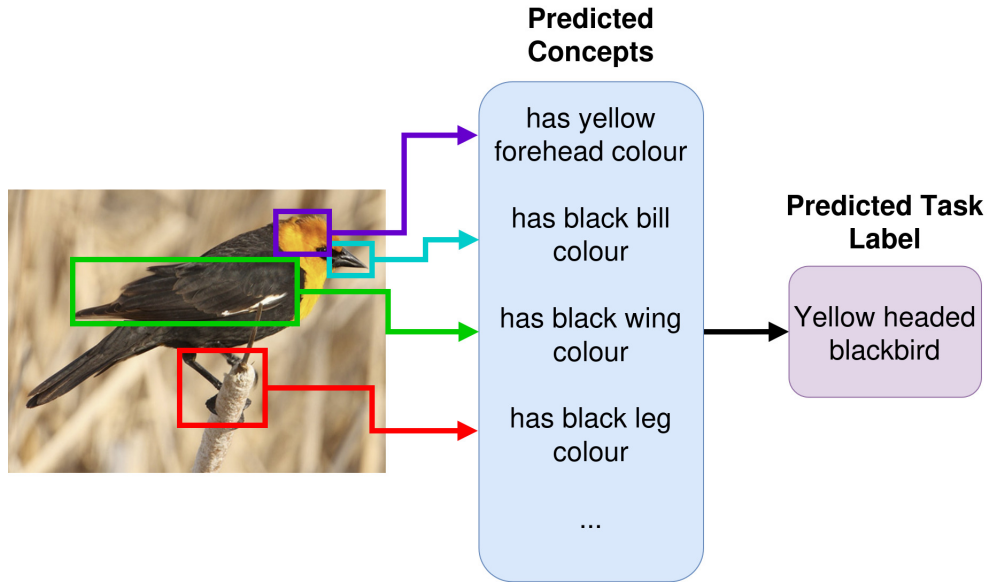 Predicted
Concepts
has yellow
forehead colour
has black bill
colour
has black wing
colour
has black leg
colour
...
Predicted Task
Label
Yellow headed
blackbird